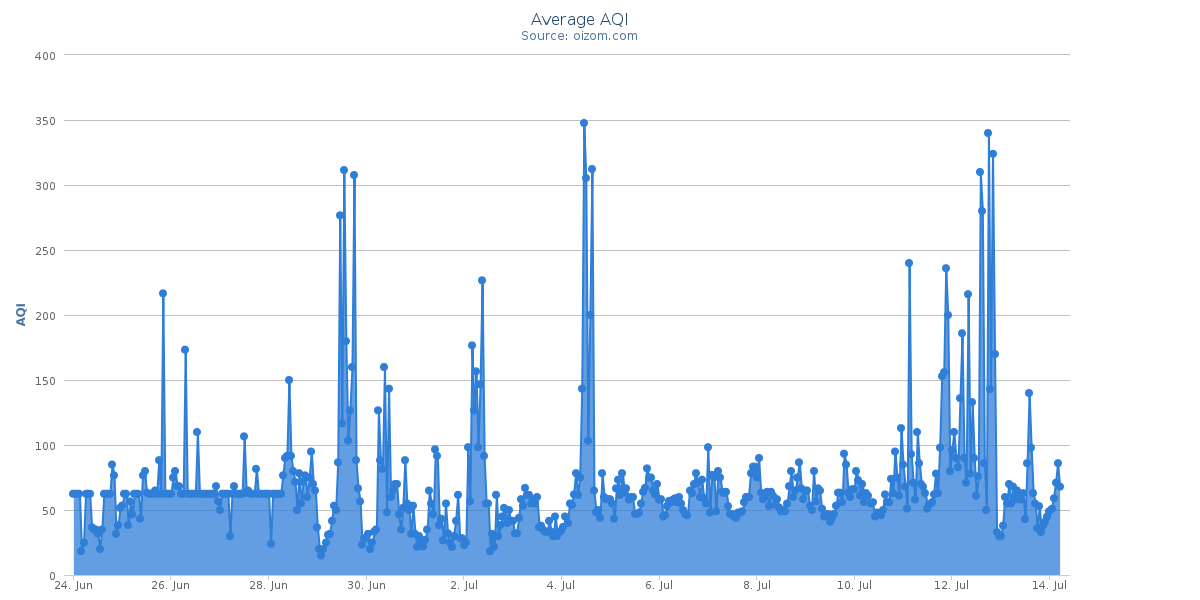 Average AQI
Source: oizom.com
400
350
300
250
200
150
100
50
0
AQI
24. Jun
26. Jun
28. Jun
30. Jun
2. Jul
4. Jul
6. Jul
8. Jul
10. Jul
12. Jul
14. Jul